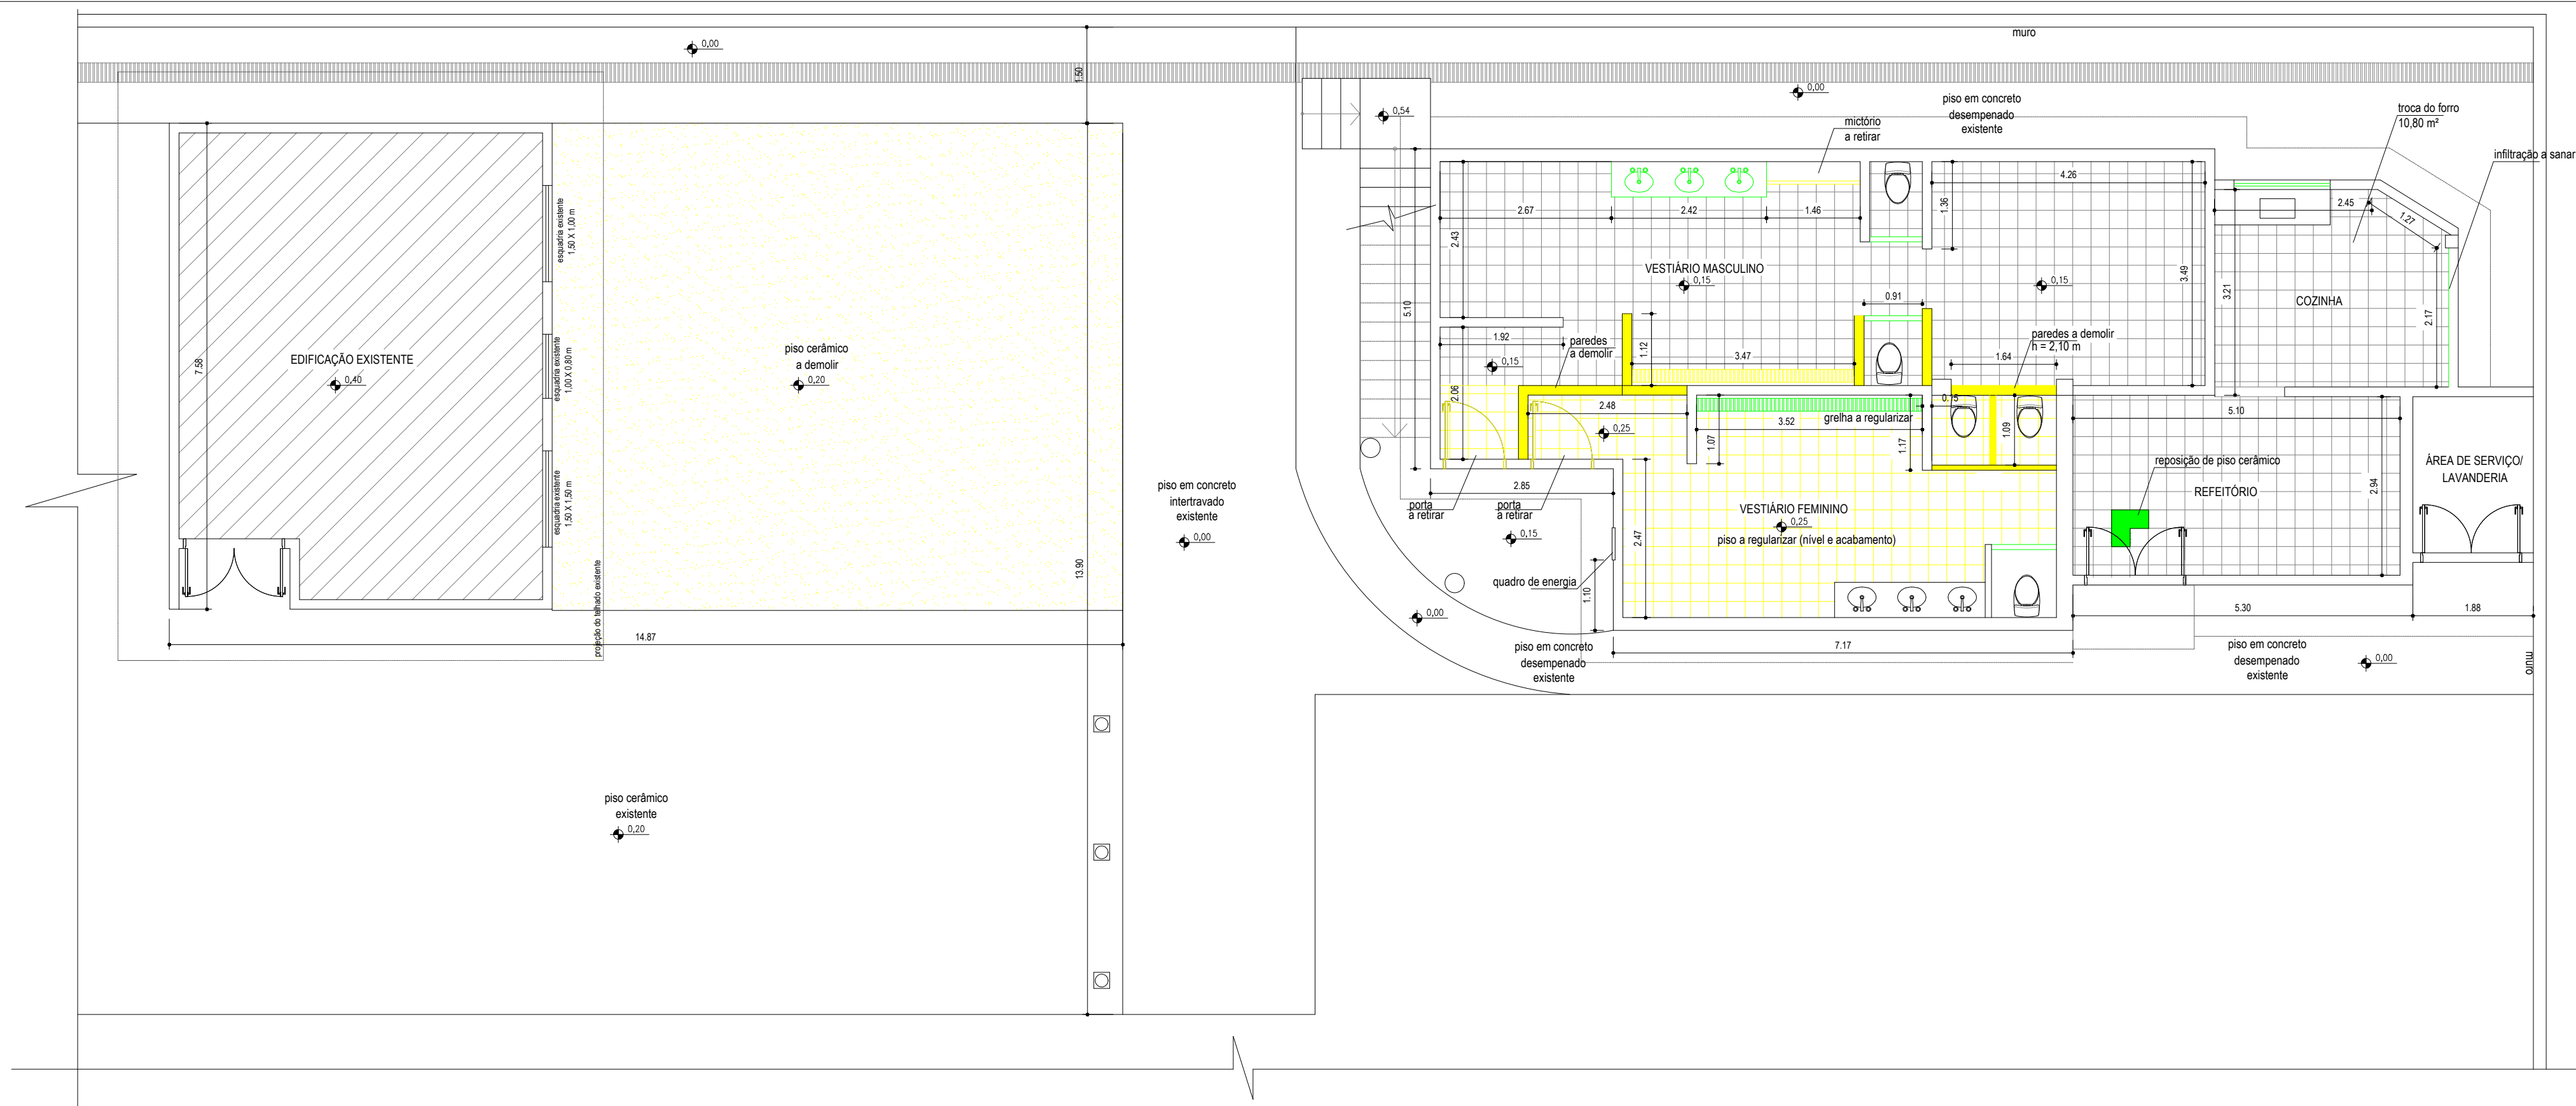 muro
0,00
1.50
0,00
0,54
piso em concreto
desempenado
existente
mictório
a retirar
troca do forro
10,80 m²
infiltração a sanar
esquadria existente
1,50 X 1,00 m
esquadria existente
1,00 X 0,80 m
esquadria existente
1,50 X 1,50 m
EDIFICAÇÃO EXISTENTE
0,40
7.58
piso cerâmico
a demolir
0,20
projeção do telhado existente
14.87
13.90
piso cerâmico
existente
0,20
piso em concreto
intertravado
existente
0,00
5.10
2.67
2.42
1.46
1.36
4.26
2.43
VESTIÁRIO MASCULINO
0,15
0,15
3.49
0.91
1.92
0,15
2.06
paredes
a demolir
1.12
3.47
paredes a demolir
h = 2,10 m
1.64
2.45
1.27
3.21
COZINHA
2.17
2.48
0,25
3.52
grelha a regularizar
0.15
1.07
1.17
1.09
5.10
reposição de piso cerâmico
REFEITÓRIO
2.94
ÁREA DE SERVIÇO/
LAVANDERIA
2.85
porta
a retirar
porta
a retirar
0,15
VESTIÁRIO FEMININO
0,25
piso a regularizar (nível e acabamento)
2.47
quadro de energia
1.10
0,00
5.30
1.88
piso em concreto
desempenado
existente
7.17
piso em concreto
desempenado
existente
0,00
muro